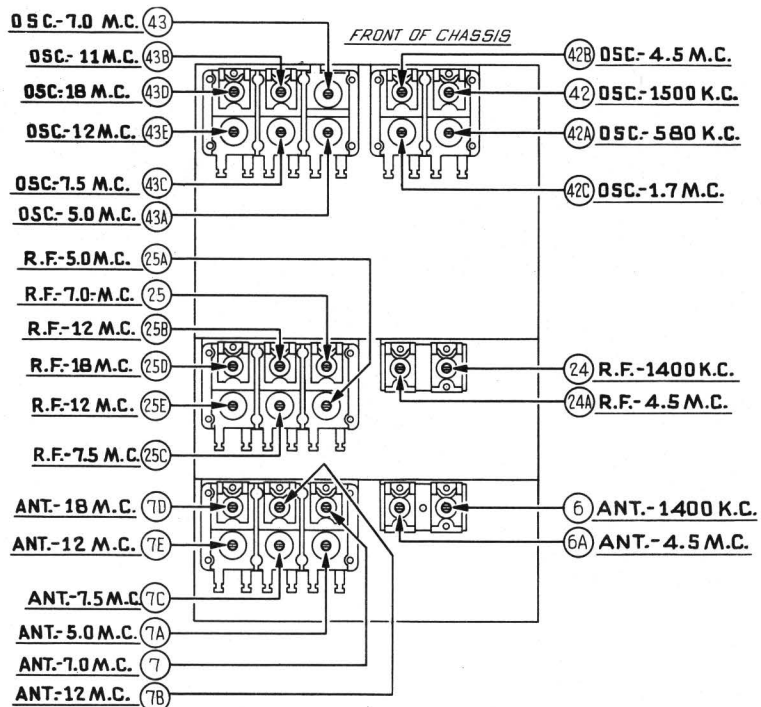 FRONT OF CHASSIS
OSC.-7.0 M.C. 43
OSC.- 11 M.C. 43B
OSC.-18 M.C. 43D
OSC.-12 M.C. 43E
OSC.-7.5 M.C. 43C
OSC.- 5.0 M.C. 43A
42B OSC.- 4.5 M.C.
42 OSC.-1500 K.C.
42A OSC.-580 K.C.
42C OSC.-1.7 M.C.
R.F.-5.0 M.C. 25A
R.F.-7.0-M.C. 25
R.F.-12 M.C. 25B
R.F.-18 M.C. 25D
R.F.-12 M.C. 25E
R.F.-7.5 M.C. 25C
24 R.F.-1400 K.C.
24A R.F.-4.5 M.C.
ANT.-18 M.C. 7D
ANT.-12 M.C. 7E
ANT.-7.5 M.C 7C
ANT.-5.0 M.C. 7A
ANT.-7.0 M.C. 7
ANT.-12 M.C. 7B
6 ANT.-1400 K.C.
6A ANT.-4.5 M.C.